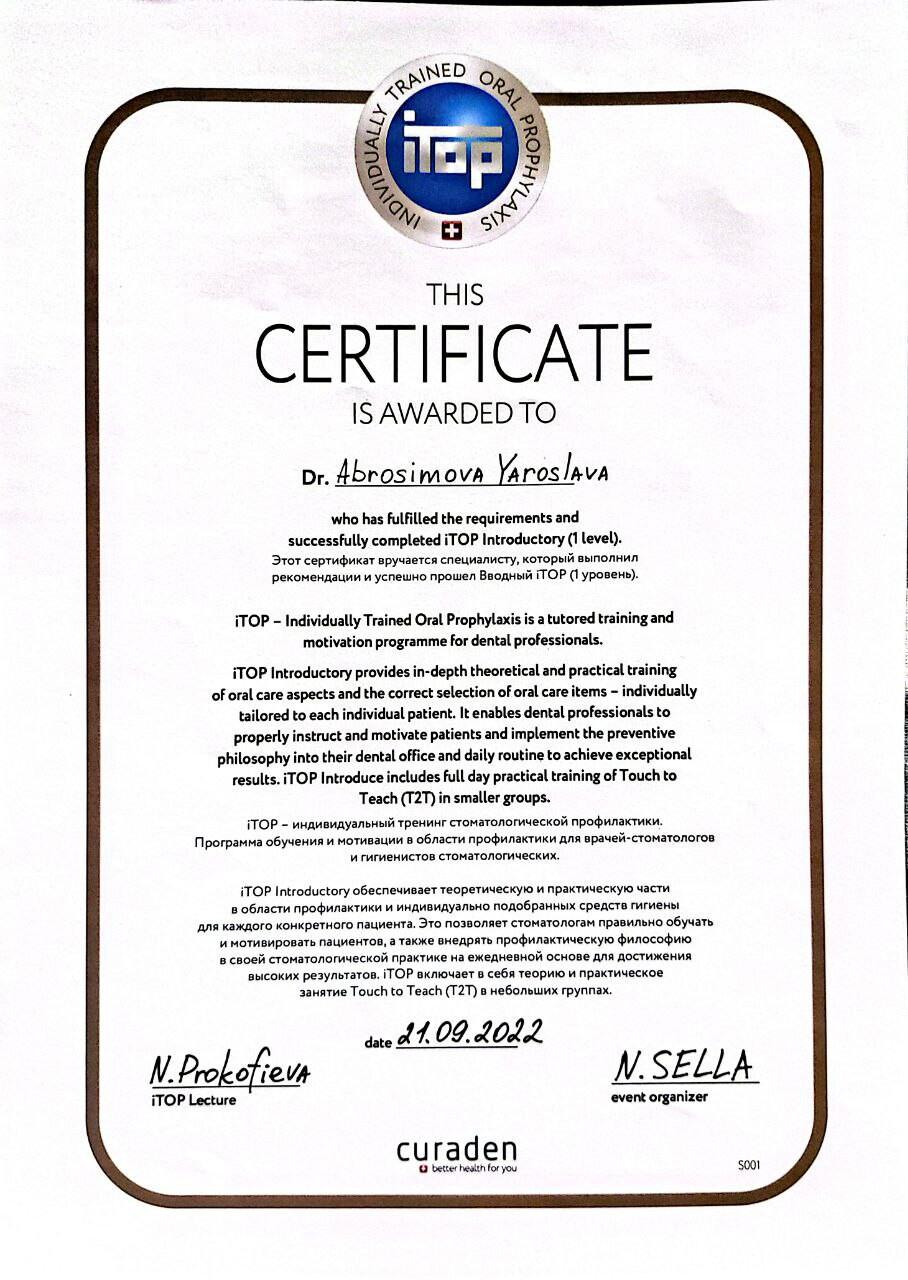 INDIVIDUALLY TRAINED ORAL PROPHYLAXIS
iTop
THIS
CERTIFICATE
IS AWARDED TO
Dr. Abrosimova Yaroslava
who has fulfilled the requirements and
successfully completed iTOP Introductory (1 level).
Этот сертификат вручается специалисту, который выполнил
рекомендации и успешно прошел Вводный iTOP (1 уровень).
iTOP – Individually Trained Oral Prophylaxis is a tutored training and
motivation programme for dental professionals.
iTOP Introductory provides in-depth theoretical and practical training
of oral care aspects and the correct selection of oral care items – individually
tailored to each individual patient. It enables dental professionals to
properly instruct and motivate patients and implement the preventive
philosophy into their dental office and daily routine to achieve exceptional
results. iTOP Introduce includes full day practical training of Touch to
Teach (T2T) in smaller groups.
iTOP – индивидуальный тренинг стоматологической профилактики.
Программа обучения и мотивации в области профилактики для врачей-стоматологов
и гигиенистов стоматологических.
iTOP Introductory обеспечивает теоретическую и практическую части
в области профилактики и индивидуально подобранных средств гигиены
для каждого конкретного пациента. Это позволяет стоматологам правильно обучать
и мотивировать пациентов, а также внедрять профилактическую философию
в своей стоматологической практике на ежедневной основе для достижения
высоких результатов. iTOP включает в себя теорию и практическое
занятие Touch to Teach (T2T) в небольших группах.
date 21.09.2022
N.Prokofieva
iTOP Lecture
N.SELLA
event organizer
curaden
better health for you
S001